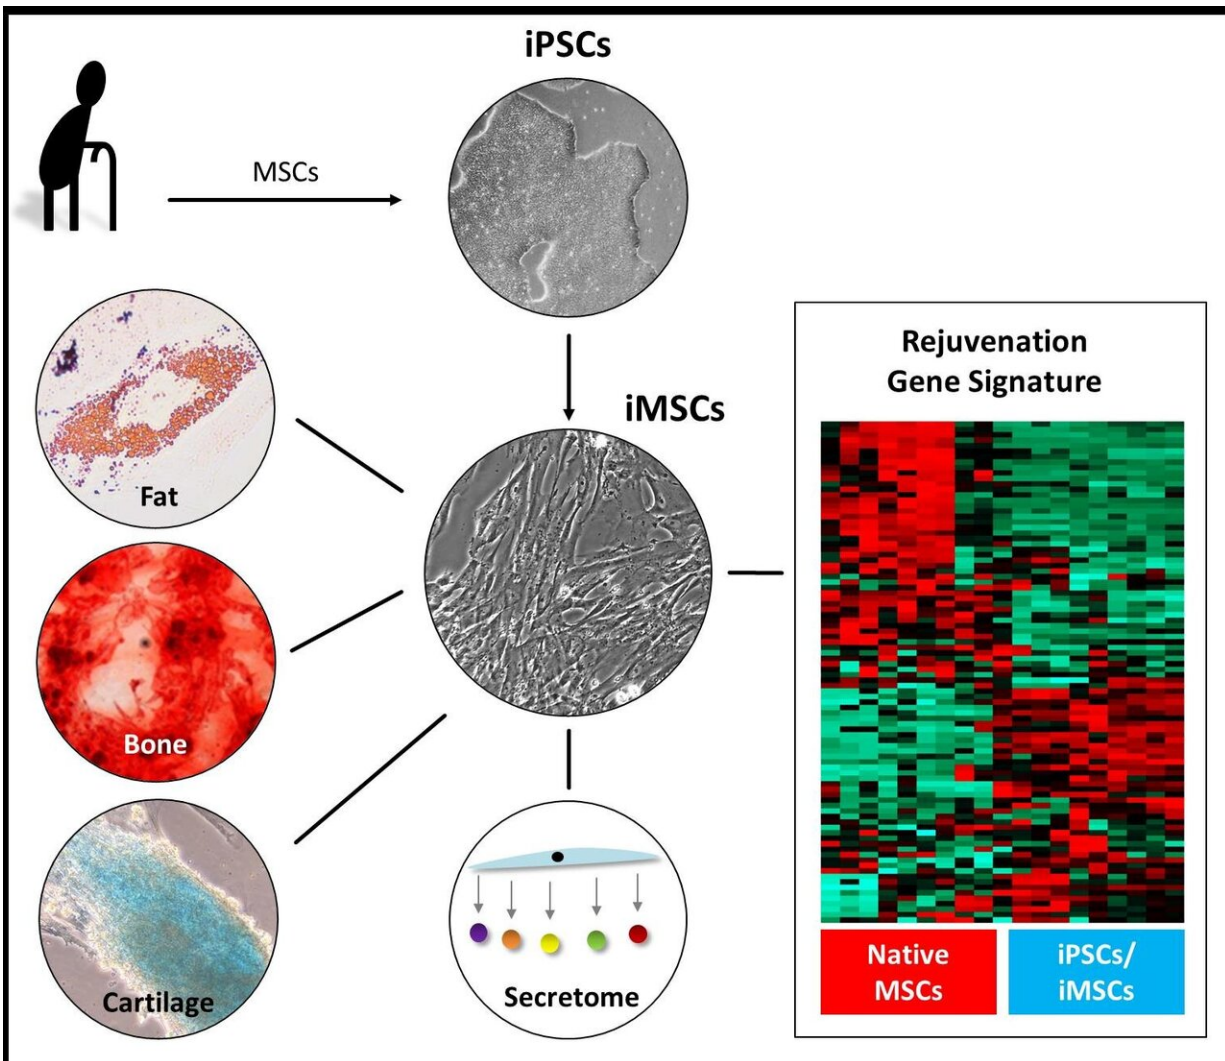 iPSCs
MSCs
Rejuvenation
Gene Signature
iMSCs
Fat
Bone
Cartilage
Secretome
Native
MSCs
iPSCs/
iMSCs